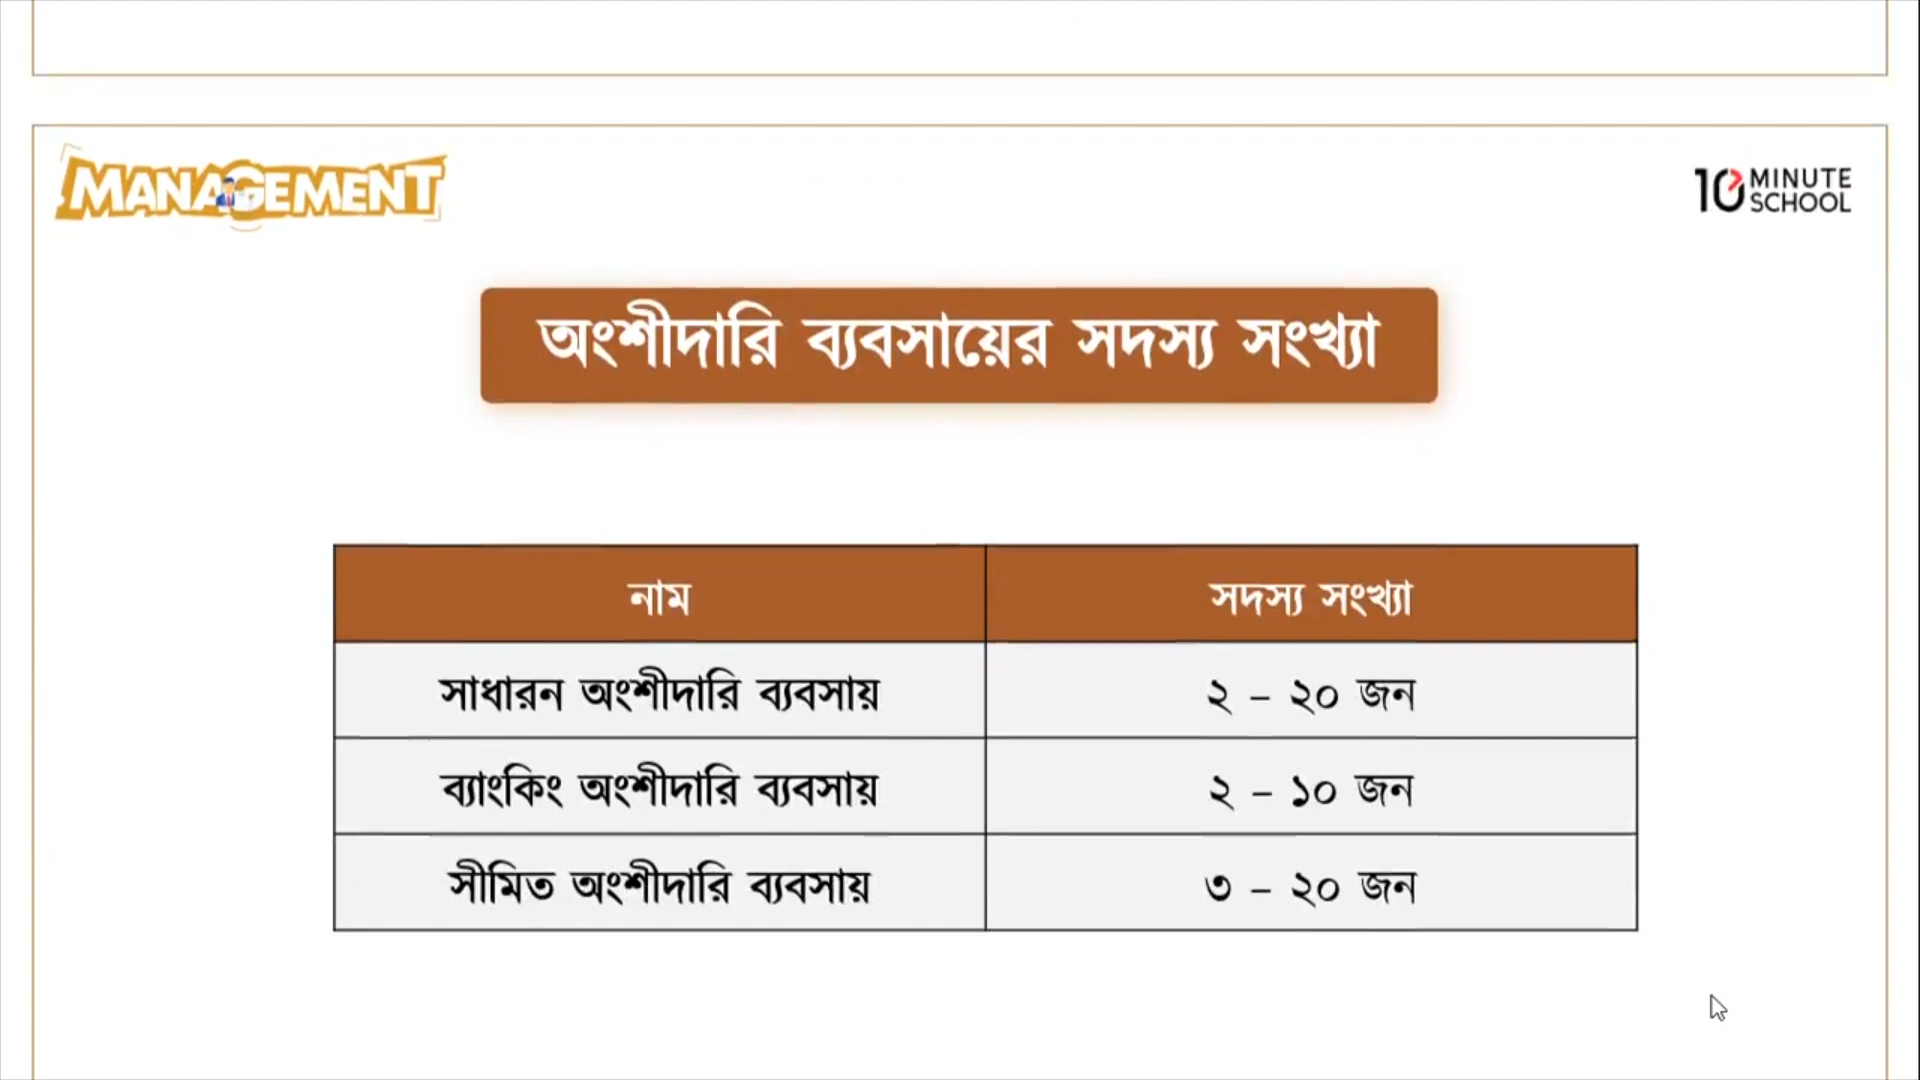 MANAGEMENT
10 MINUTE SCHOOL
অংশীদারি ব্যবসায়ের সদস্য সংখ্যা
নাম সদস্য সংখ্যা
সাধারন অংশীদারি ব্যবসায় ২ – ২০ জন
ব্যাংকিং অংশীদারি ব্যবসায় ২ – ১০ জন
সীমিত অংশীদারি ব্যবসায় ৩ – ২০ জন